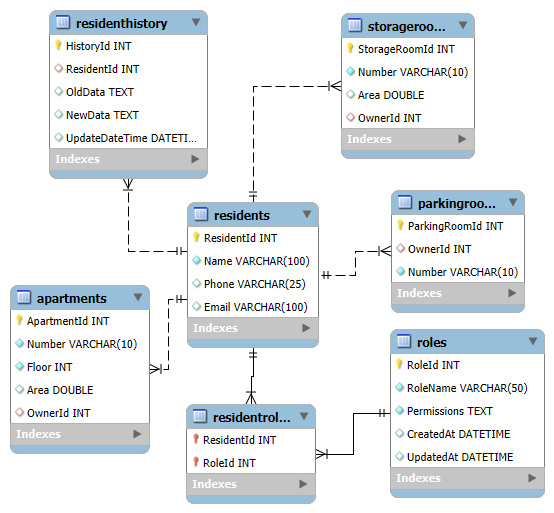 residenthistory
HistoryId INT
ResidentId INT
OldData TEXT
NewData TEXT
UpdateDateTime DATETI...
Indexes
storageroo...
StorageRoomId INT
Number VARCHAR(10)
Area DOUBLE
OwnerId INT
Indexes
residents
ResidentId INT
Name VARCHAR(100)
Phone VARCHAR(25)
Email VARCHAR(100)
Indexes
parkingroo...
ParkingRoomId INT
OwnerId INT
Number VARCHAR(10)
Indexes
apartments
ApartmentId INT
Number VARCHAR(10)
Floor INT
Area DOUBLE
OwnerId INT
Indexes
roles
RoleId INT
RoleName VARCHAR(50)
Permissions TEXT
CreatedAt DATETIME
UpdatedAt DATETIME
Indexes
residentrol...
ResidentId INT
RoleId INT
Indexes